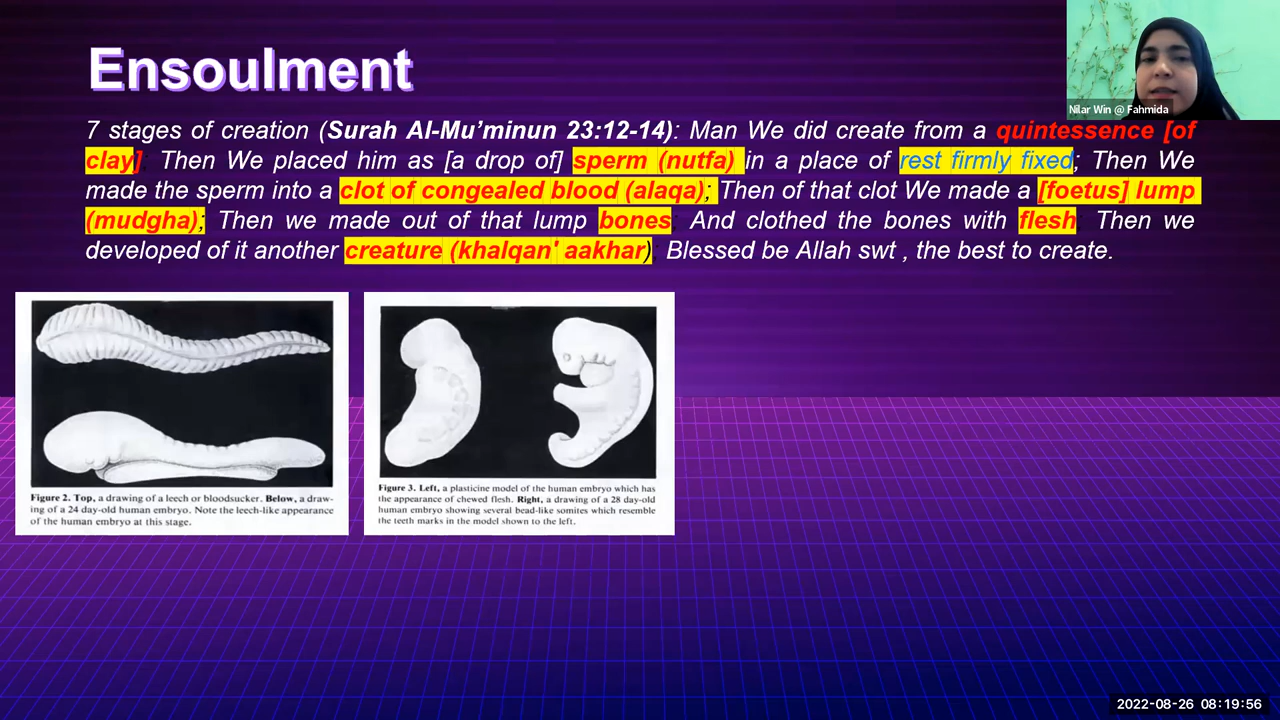 Ensoulment
Nilar Win @ Fahmida
7 stages of creation (Surah Al-Mu’minun 23:12-14): Man We did create from a quintessence [of
clay]; Then We placed him as [a drop of] sperm (nutfa) in a place of rest firmly fixed; Then We
made the sperm into a clot of congealed blood (alaqa); Then of that clot We made a [foetus] lump
(mudgha); Then we made out of that lump bones; And clothed the bones with flesh; Then we
developed of it another creature (khalqan' aakhar); Blessed be Allah swt , the best to create.
Figure 2. Top, a drawing of a leech or bloodsucker. Below, a draw-
ing of a 24 day-old human embryo. Note the leech-like appearance
of the human embryo at this stage.
Figure 3. Left, a plasticine model of the human embryo which has
the appearance of chewed flesh. Right, a drawing of a 28 day-old
human embryo showing several bead-like somites which resemble
the teeth marks in the model shown to the left.
2022-08-26 08:19:56